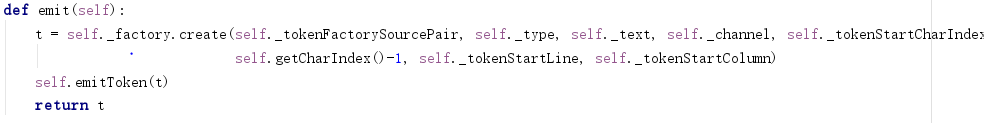 def emit(self):
t = self._factory.create(self._tokenFactorySourcePair, self._type, self._text, self._channel, self._tokenStartCharIndex
self.getCharIndex()-1, self._tokenStartLine, self._tokenStartColumn)
self.emitToken(t)
return t